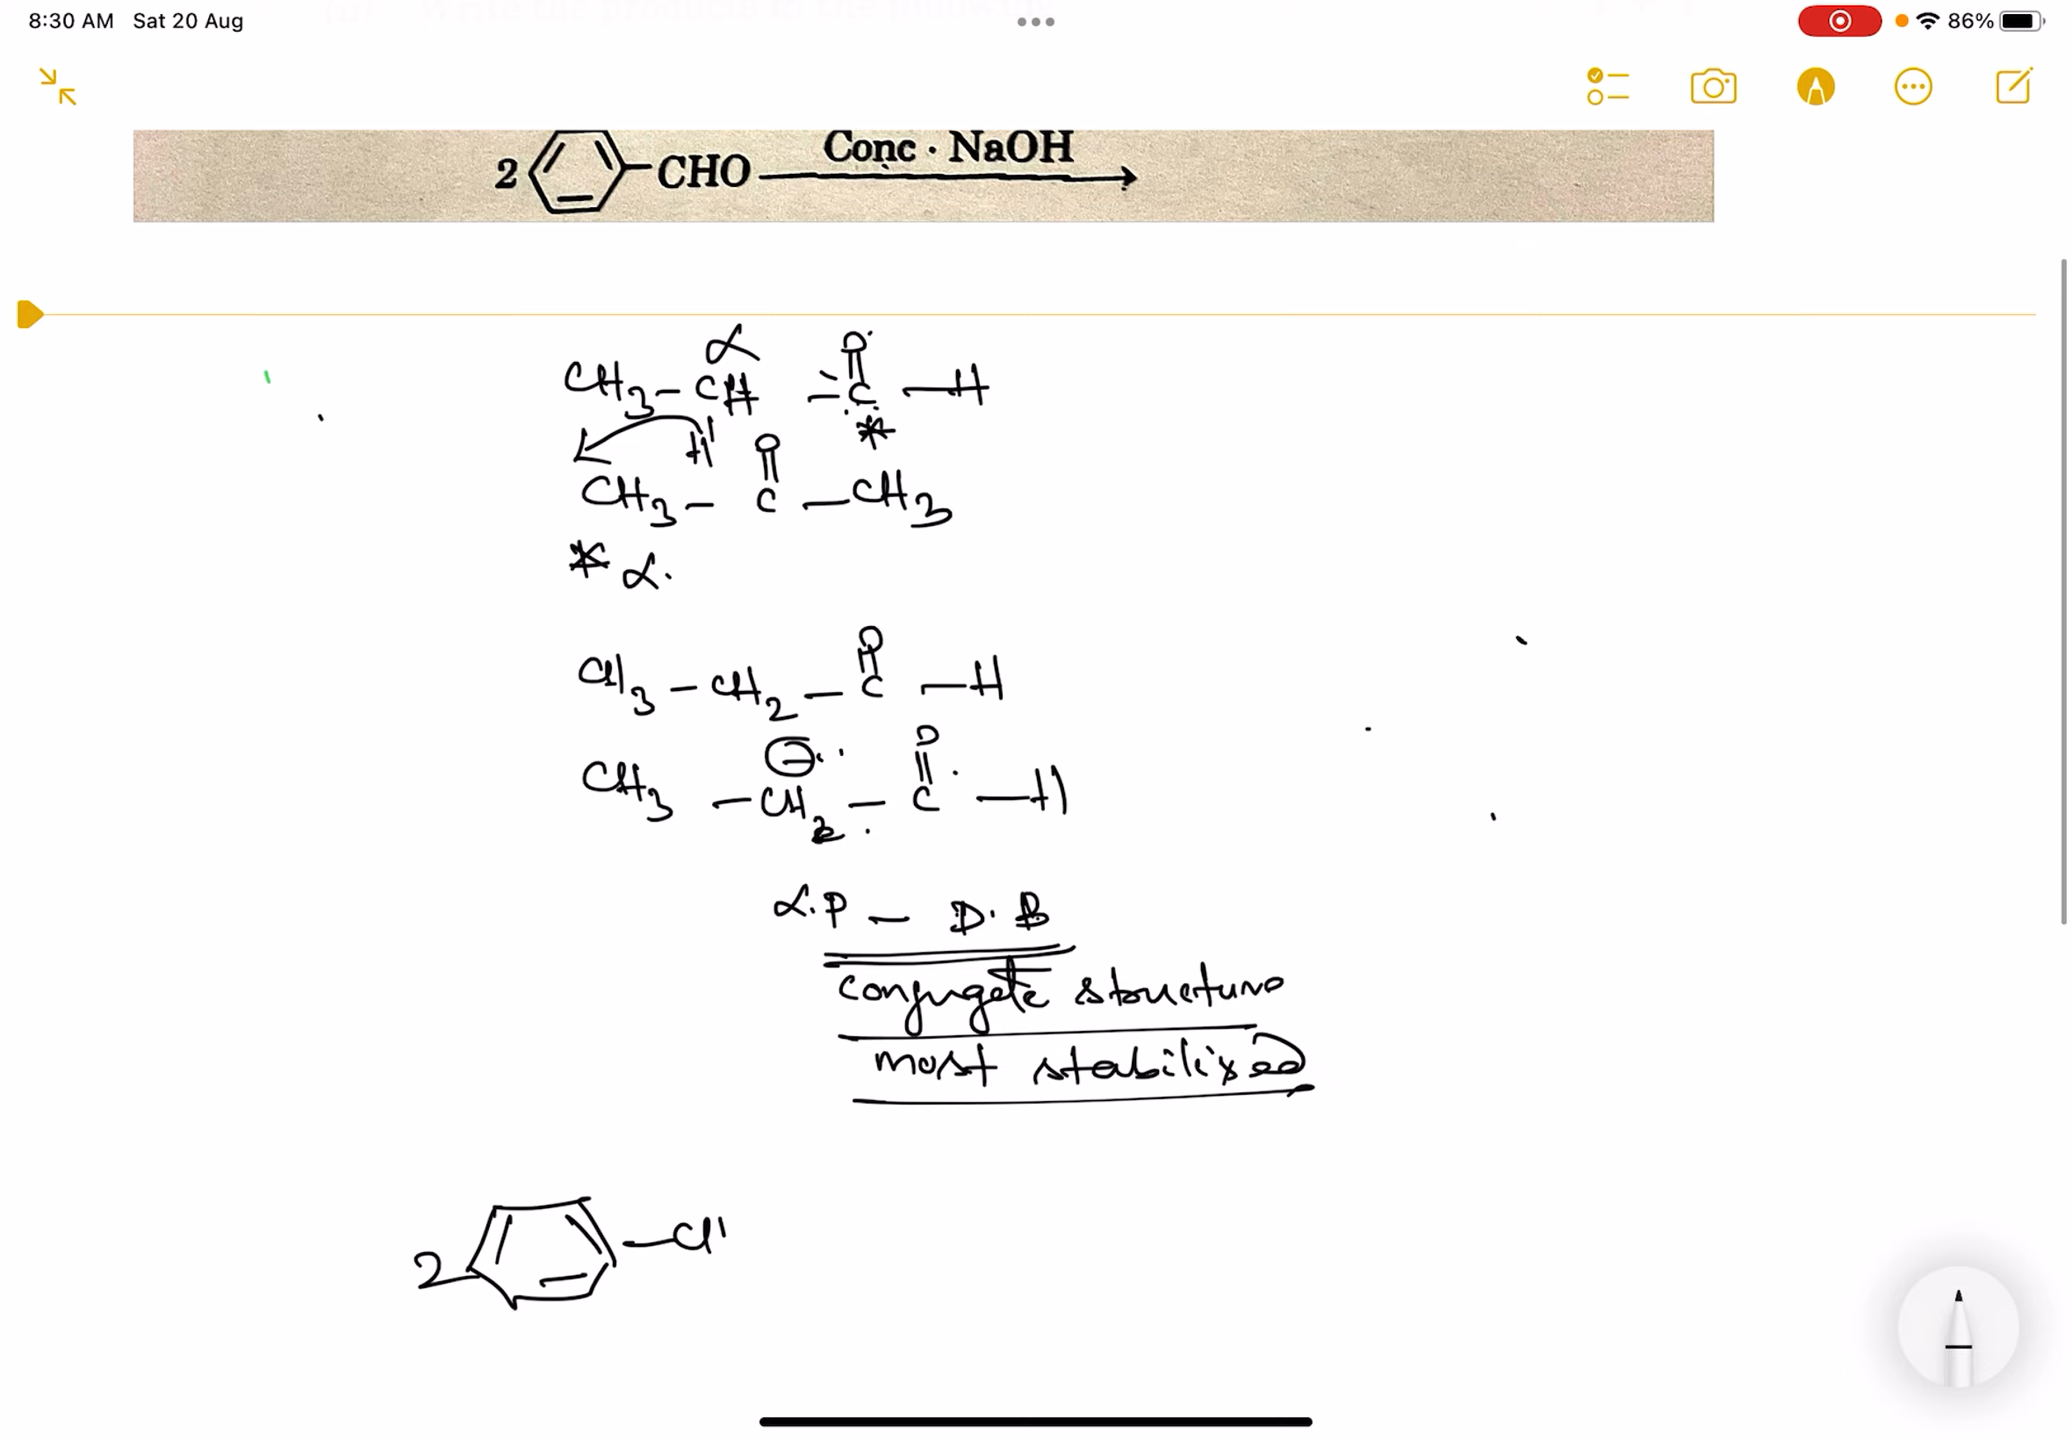 8:30 AM Sat 20 Aug
86%
2 CHO Conc · NaOH
α O
CH3 - CH - C - H
*
H O
CH3 - C - CH3
* α.
O
CH3 - CH2 - C - H
⊖ O
CH3 - CH2 - C - H
L.P - D.B
conjugate structure
most stabilized
2